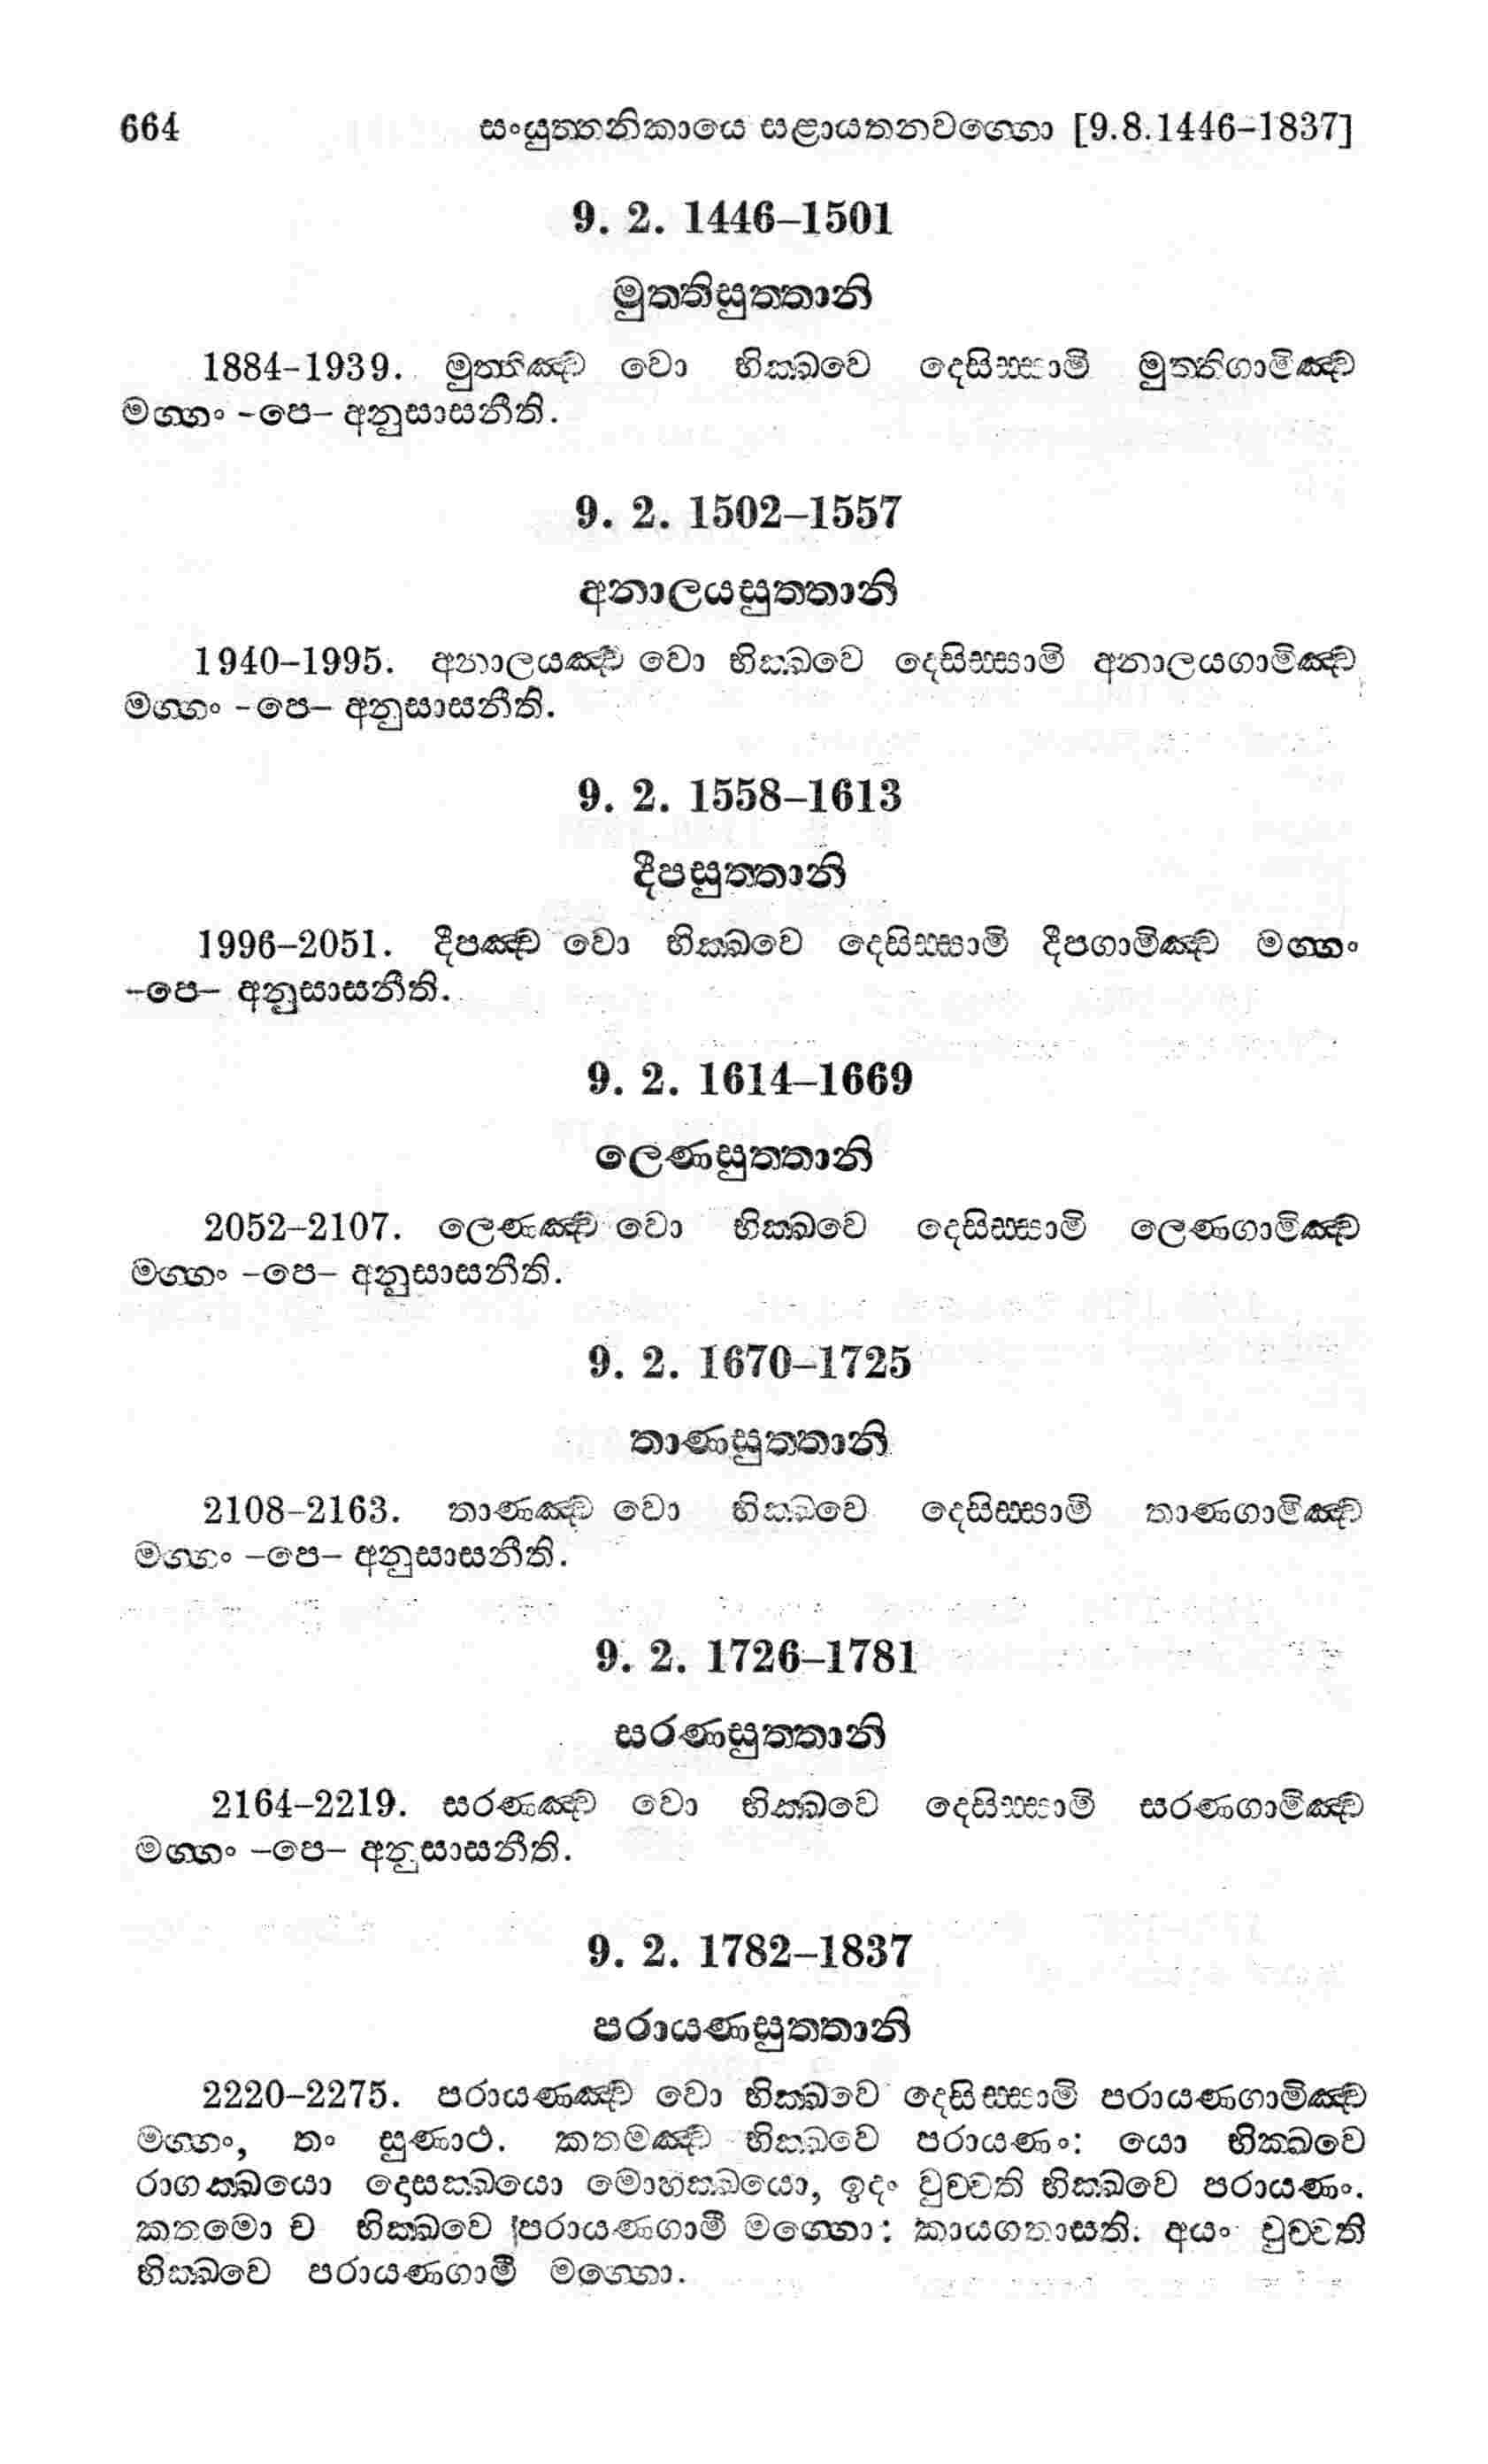 664 සංයුත්තනිකායෙ සළායතනවග්ගො [9.8.1446–1837]
9. 2. 1446–1501
මුත්තිසුත්තානි
1884-1939. මුත්තිඤ්ච වො භික්ඛවෙ දෙසිස්සාමි මුත්තිගාමිඤ්ච
මග්ගං -පෙ- අනුසාසනීති.
9. 2. 1502–1557
අනාලයසුත්තානි
1940–1995. අනාලයඤ්ච වො භික්ඛවෙ දෙසිස්සාමි අනාලයගාමිඤ්ච
මග්ගං -පෙ- අනුසාසනීති.
9. 2. 1558–1613
දීපසුත්තානි
1996–2051. දීපඤ්ච වො භික්ඛවෙ දෙසිස්සාමි දීපගාමිඤ්ච මග්ගං
-පෙ- අනුසාසනීති.
9. 2. 1614–1669
ලෙණසුත්තානි
2052–2107. ලෙණඤ්ච වො භික්ඛවෙ දෙසිස්සාමි ලෙණගාමිඤ්ච
මග්ගං -පෙ- අනුසාසනීති.
9. 2. 1670–1725
තාණසුත්තානි
2108–2163. තාණඤ්ච වො භික්ඛවෙ දෙසිස්සාමි තාණගාමිඤ්ච
මග්ගං -පෙ- අනුසාසනීති.
9. 2. 1726–1781
සරණසුත්තානි
2164–2219. සරණඤ්ච වො භික්ඛවෙ දෙසිස්සාමි සරණගාමිඤ්ච
මග්ගං -පෙ- අනුසාසනීති.
9. 2. 1782–1837
පරායණසුත්තානි
2220–2275. පරායණඤ්ච වො භික්ඛවෙ දෙසිස්සාමි පරායණගාමිඤ්ච
මග්ගං, තං සුණාථ. කතමඤ්ච භික්ඛවෙ පරායණං: යො භික්ඛවෙ
රාගක්ඛයො දොසක්ඛයො මොහක්ඛයො, ඉදං වුච්චති භික්ඛවෙ පරායණං.
කතමො ච භික්ඛවෙ පරායණගාමී මග්ගො: කායගතාසති. අයං වුච්චති
භික්ඛවෙ පරායණගාමී මග්ගො.